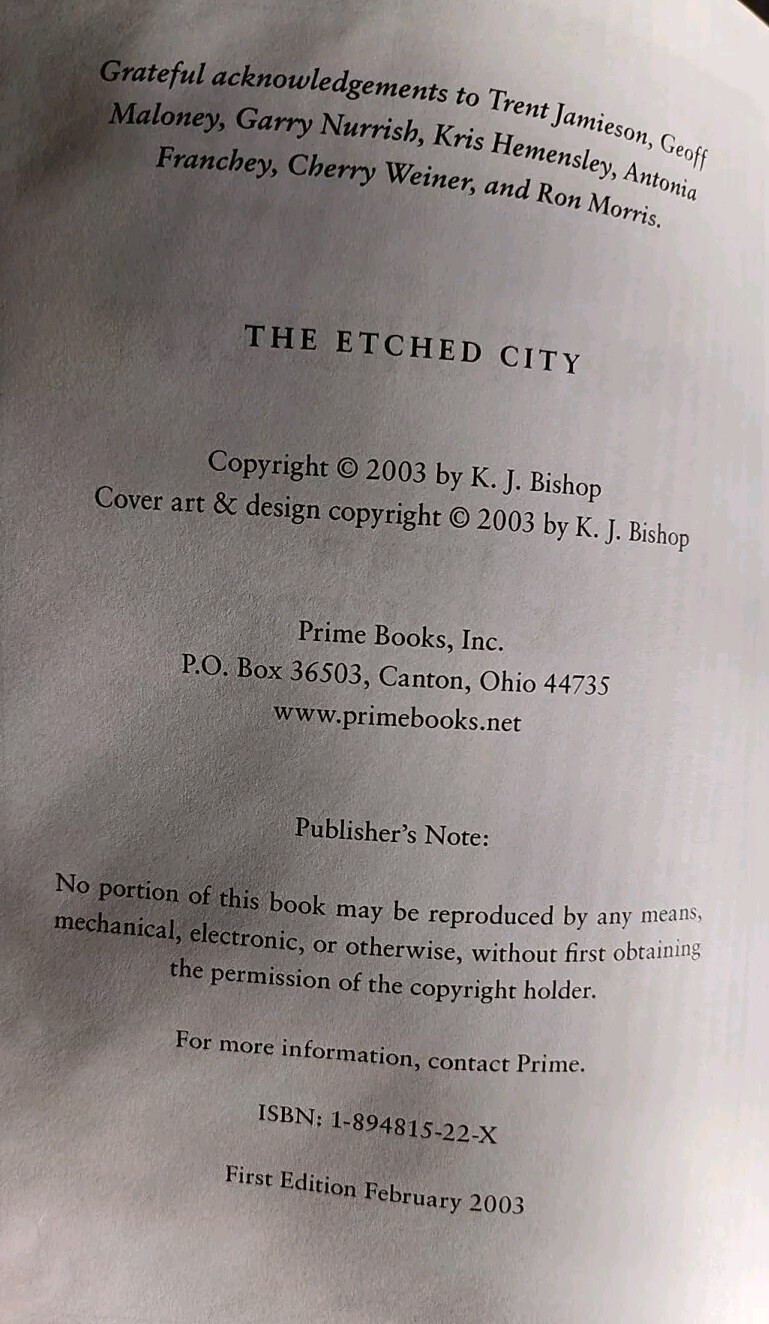 Grateful acknowledgements to Trent Jamieson, Geoff
Maloney, Garry Nurrish, Kris Hemensley, Antonia
Franchey, Cherry Weiner, and Ron Morris.
THE ETCHED CITY
Copyright © 2003 by K. J. Bishop
Cover art & design copyright © 2003 by K. J. Bishop
Prime Books, Inc.
P.O. Box 36503, Canton, Ohio 44735
www.primebooks.net
Publisher's Note:
No portion of this book may be reproduced by any means,
mechanical, electronic, or otherwise, without first obtaining
the permission of the copyright holder.
For more information, contact Prime.
ISBN: 1-894815-22-X
First Edition February 2003